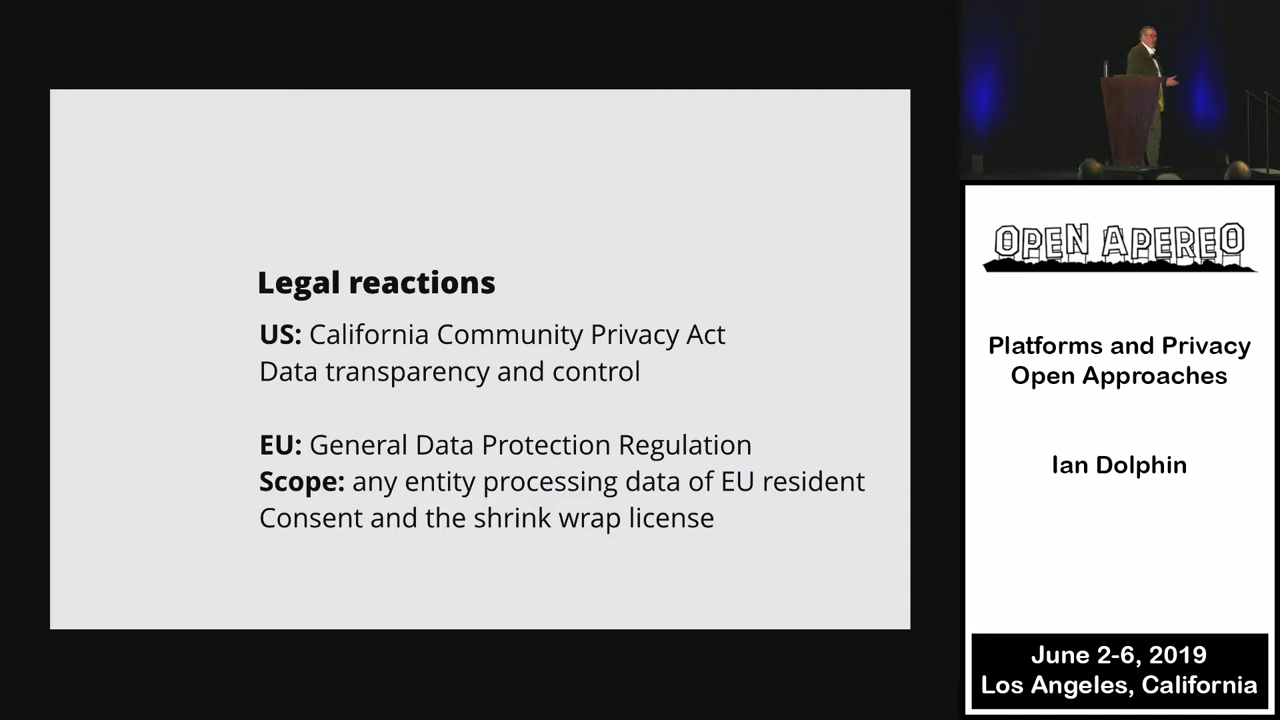 Legal reactions
US: California Community Privacy Act
Data transparency and control
EU: General Data Protection Regulation
Scope: any entity processing data of EU resident
Consent and the shrink wrap license
OPEN APEREO
Platforms and Privacy
Open Approaches
Ian Dolphin
June 2-6, 2019
Los Angeles, California